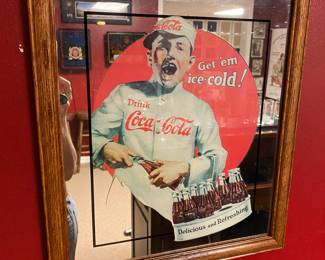 Coca-Cola
Get 'em
ice-cold!
Drink
Coca-Cola
Delicious and Refreshing